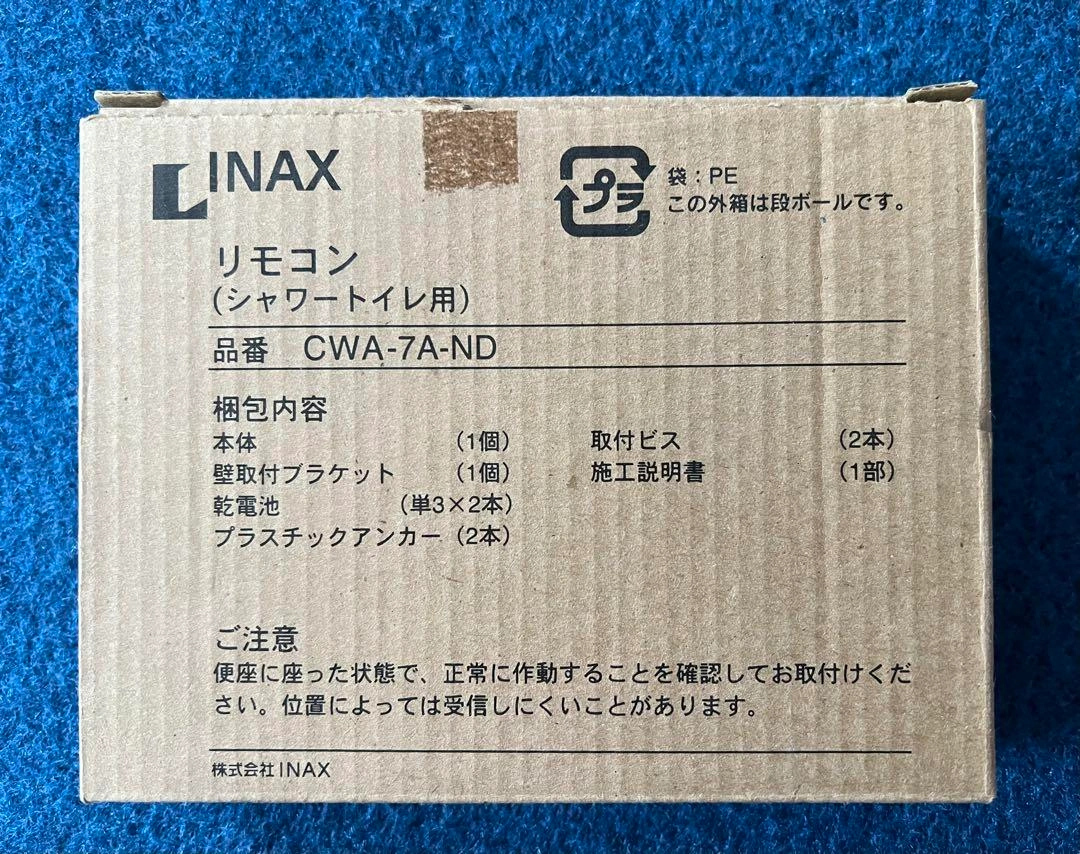 INAX
プラ
袋：PE
この外箱は段ボールです。
リモコン
(シャワートイレ用)
品番 CWA-7A-ND
梱包内容
本体 (1個)
壁取付ブラケット (1個)
乾電池 (単3×2本)
プラスチックアンカー (2本)
取付ビス (2本)
施工説明書 (1部)
ご注意
便座に座った状態で、正常に作動することを確認してお取付けくだ
さい。位置によっては受信しにくいことがあります。
株式会社INAX